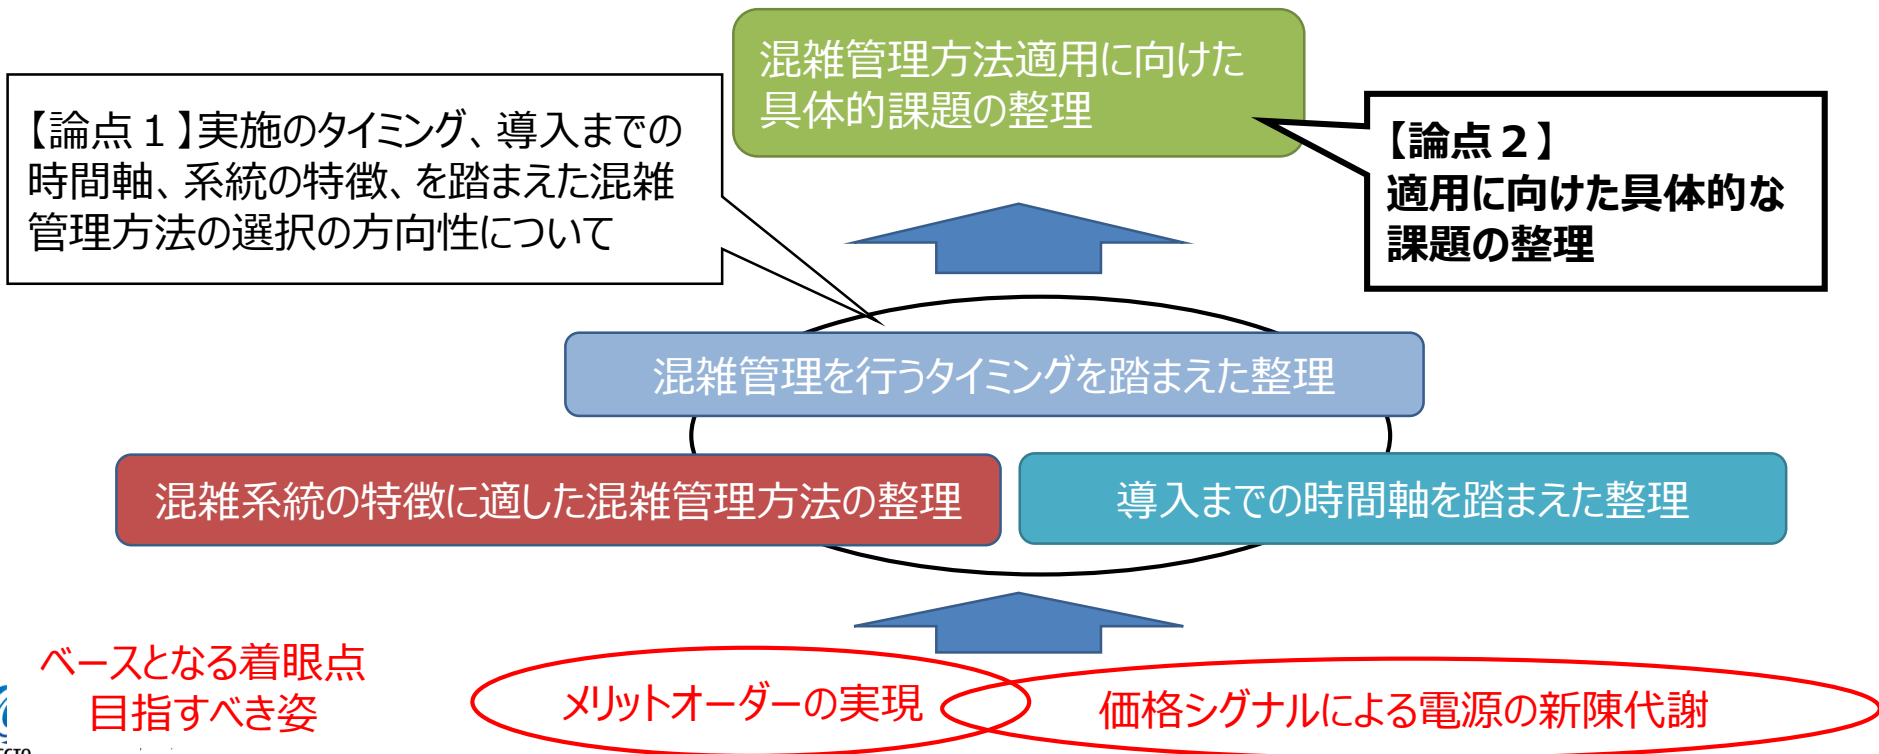 混雑管理方法適用に向けた
具体的課題の整理
【論点１】実施のタイミング、導入までの
時間軸、系統の特徴、を踏まえた混雑
管理方法の選択の方向性について
【論点２】
適用に向けた具体的な
課題の整理
混雑管理を行うタイミングを踏まえた整理
混雑系統の特徴に適した混雑管理方法の整理
導入までの時間軸を踏まえた整理
ベースとなる着眼点
目指すべき姿
メリットオーダーの実現
価格シグナルによる電源の新陳代謝